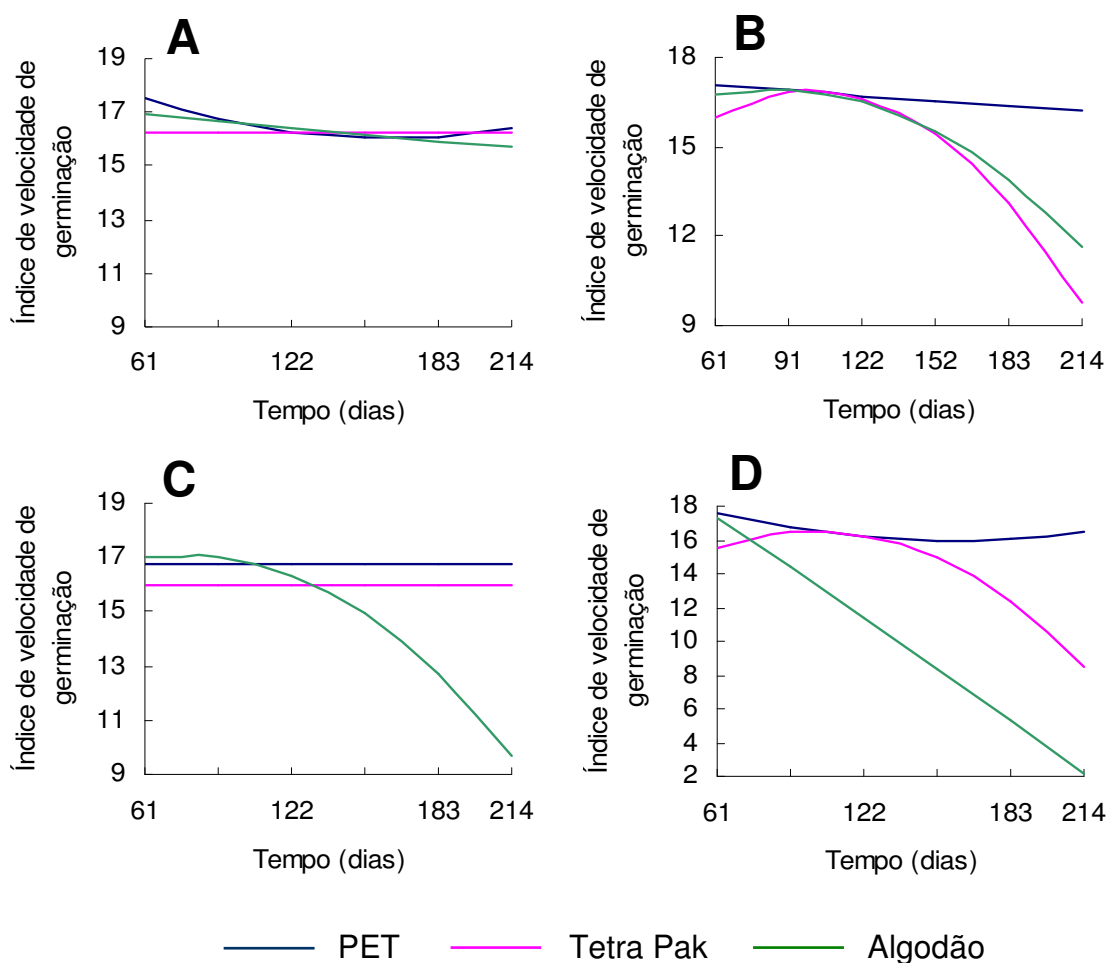 A
Índice de velocidade de
germinação
19
17
15
13
11
9
61
122
183
214
Tempo (dias)
B
Índice de velocidade de
germinação
18
15
12
9
61
91
122
152
183
214
Tempo (dias)
C
Índice de velocidade de
germinação
19
17
15
13
11
9
61
122
183
214
Tempo (dias)
D
Índice de velocidade de
germinação
18
16
14
12
10
8
6
4
2
61
122
183
214
Tempo (dias)
PET
Tetra Pak
Algodão